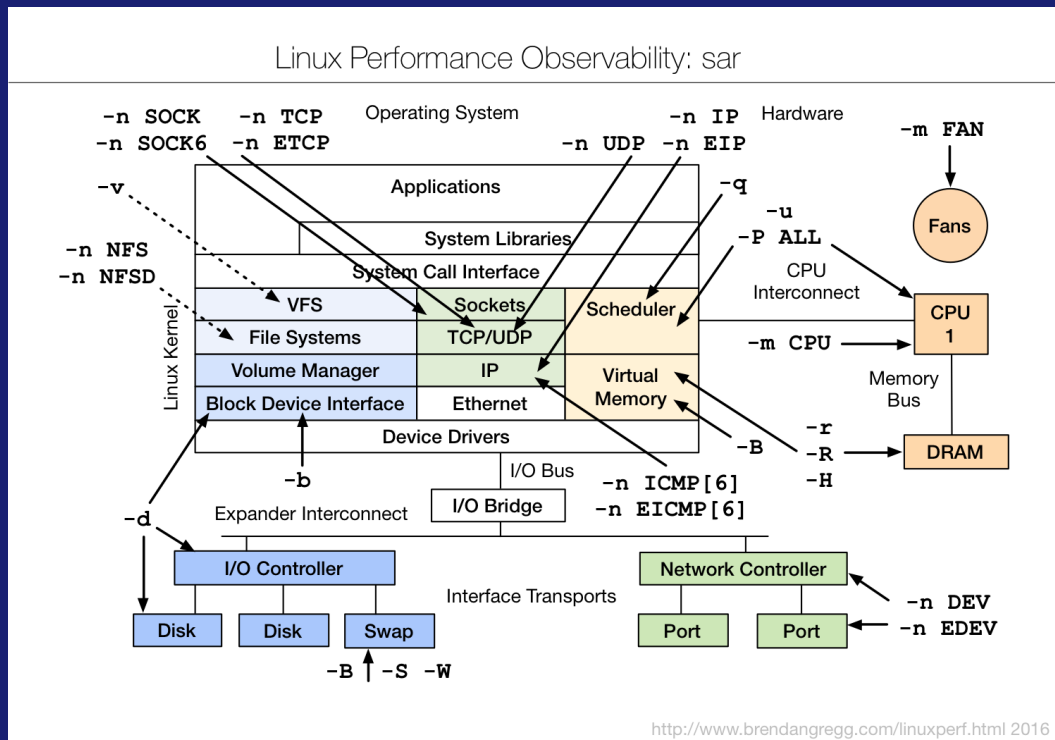 Linux Performance Observability: sar
-n SOCK
-n SOCK6
-n TCP
-n ETCP
Operating System
-n UDP
-n IP
-n EIP
Hardware
-m FAN
-v
Applications
-q
Fans
-n NFS
-n NFSD
System Libraries
-u
-P ALL
System Call Interface
CPU
Interconnect
Linux Kernel
VFS
Sockets
Scheduler
CPU
1
File Systems
TCP/UDP
-m CPU
Volume Manager
IP
Virtual
Memory
Memory
Bus
Block Device Interface
Ethernet
Device Drivers
-B
-r
-R
-H
DRAM
-b
I/O Bus
-n ICMP[6]
-n EICMP[6]
-d
Expander Interconnect
I/O Bridge
I/O Controller
Interface Transports
Network Controller
-n DEV
-n EDEV
Disk
Disk
Swap
Port
Port
-B -S -W
http://www.brendangregg.com/linuxperf.html 2016